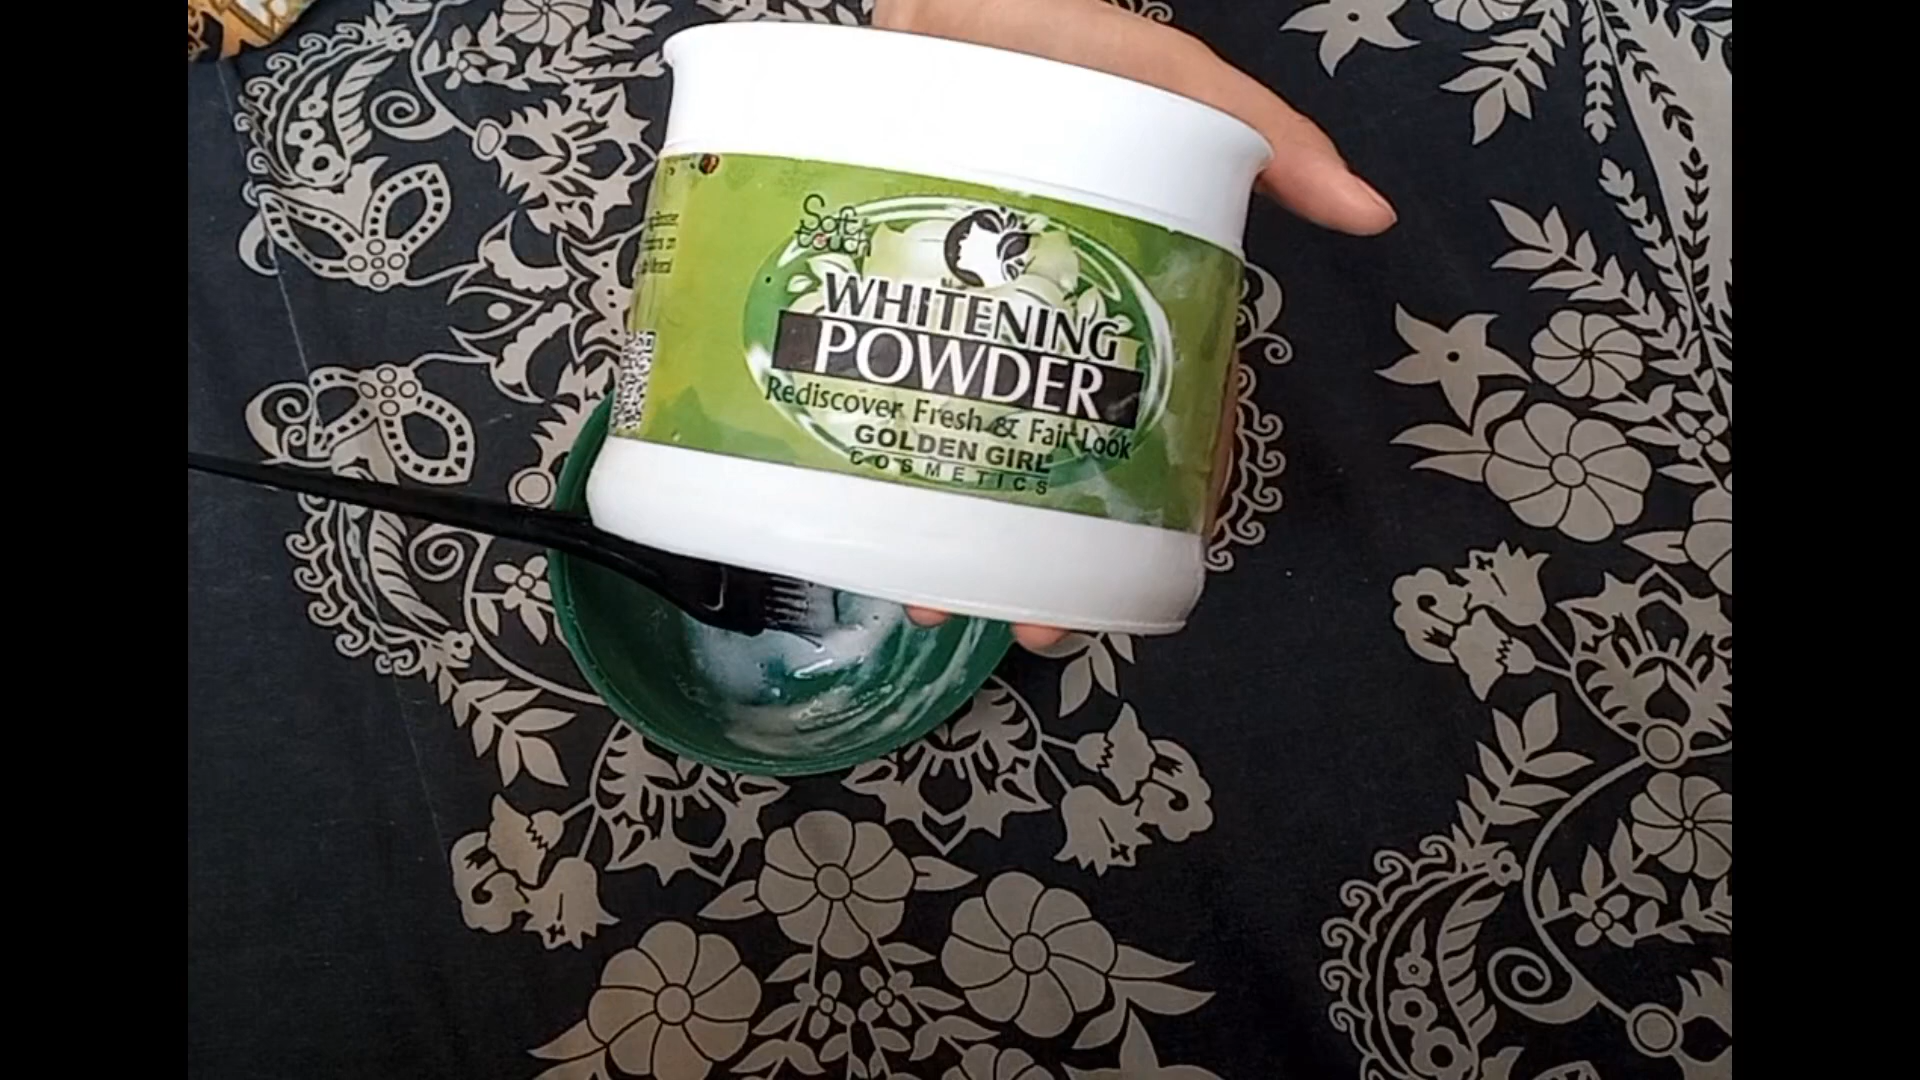 Soft
touch
WHITENING
POWDER
Rediscover Fresh & Fair Look
GOLDEN GIRL
COSMETICS